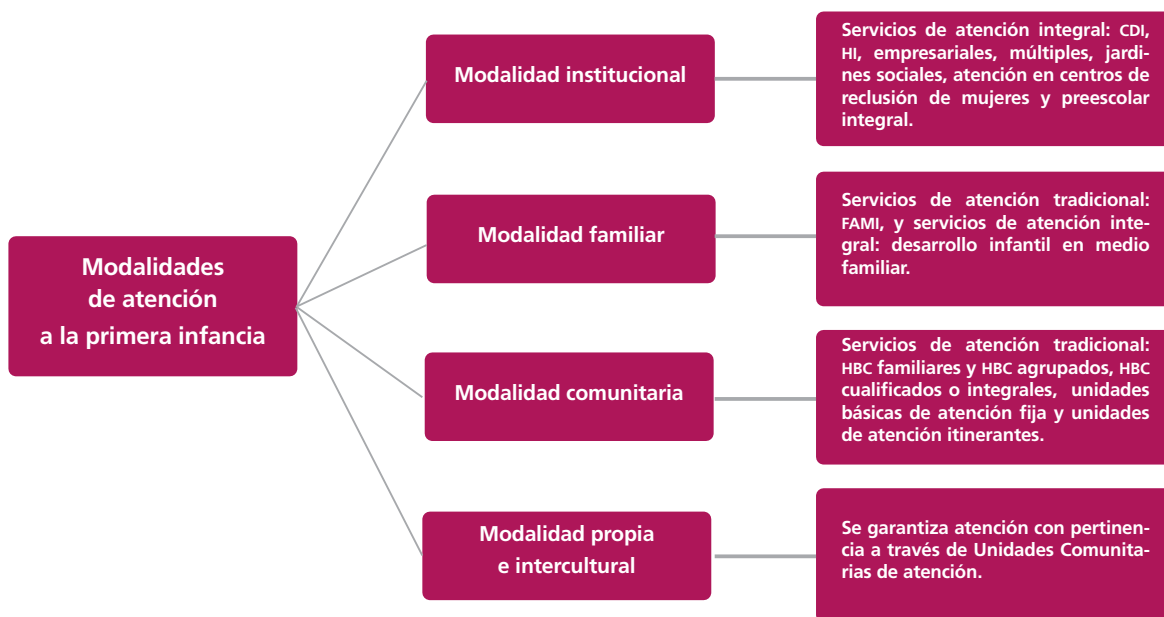 Modalidades
de atención
a la primera infancia
Modalidad institucional
Servicios de atención integral: CDI,
HI, empresariales, múltiples, jardi-
nes sociales, atención en centros de
reclusión de mujeres y preescolar
integral.
Modalidad familiar
Servicios de atención tradicional:
FAMI, y servicios de atención inte-
gral: desarrollo infantil en medio
familiar.
Modalidad comunitaria
Servicios de atención tradicional:
HBC familiares y HBC agrupados, HBC
cualificados o integrales, unidades
básicas de atención fija y unidades
de atención itinerantes.
Modalidad propia
e intercultural
Se garantiza atención con pertinen-
cia a través de Unidades Comunita-
rias de atención.